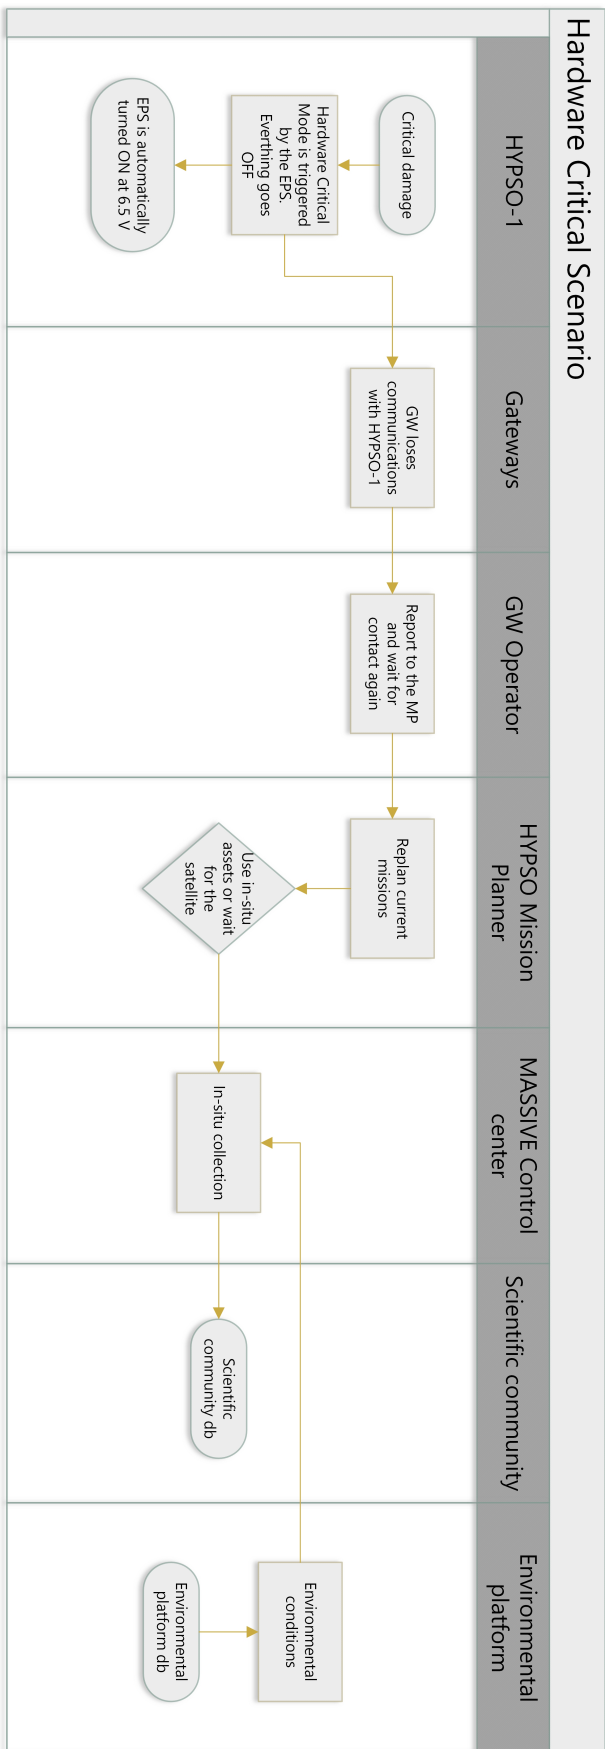 Hardware Critical Scenario
HYPSO-1
Critical damage
Hardware Critical
Mode is triggered
by the EPS.
Everthing goes
OFF
EPS is automatically
turned ON at 6.5 V
Gateways
GW loses
communications
with HYPSO-1
GW Operator
Report to the MP
and wait for
contact again
HYPSO Mission
Planner
Replan current
missions
Use in-situ
assets or wait
for the
satellite
MASSIVE Control
center
In-situ collection
Scientific community
Scientific
community db
Environmental
platform
Environmental
conditions
Environmental
platform db